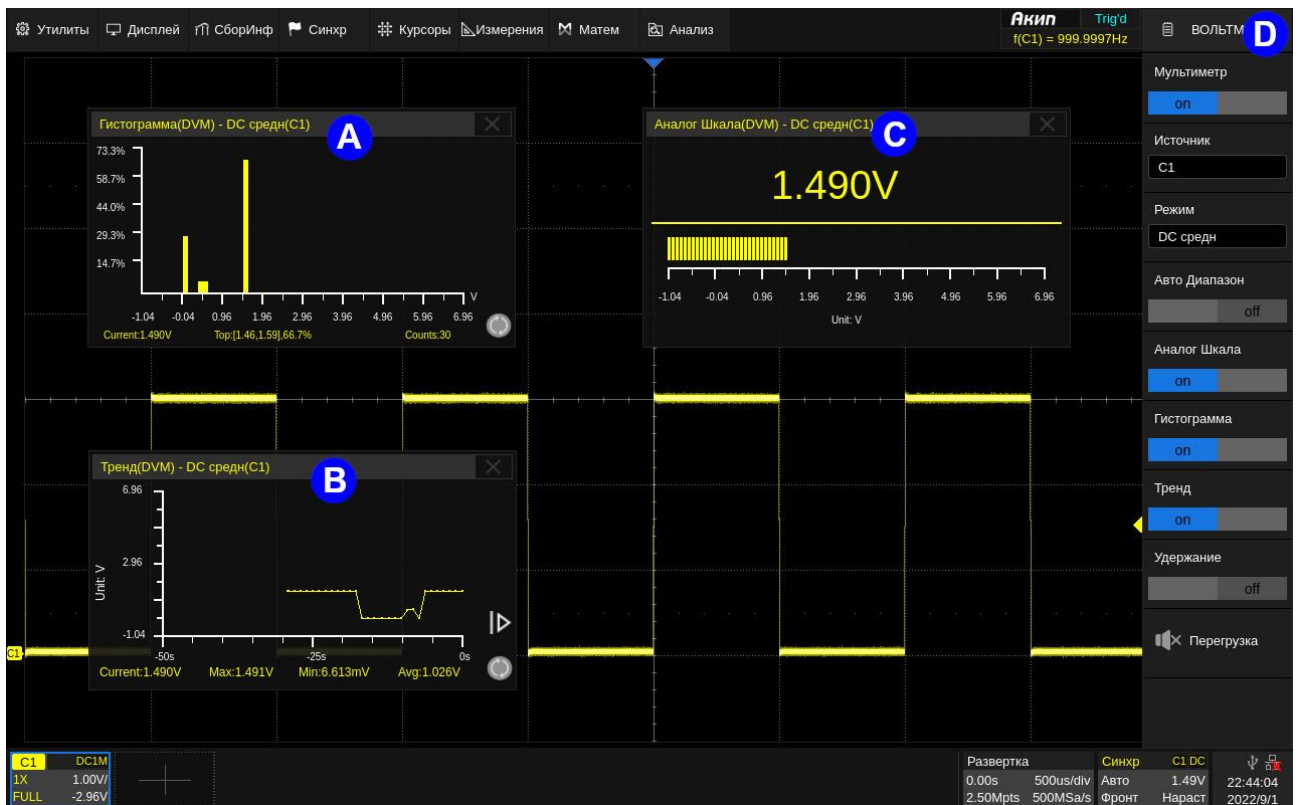 Утилиты Дисплей СборИнф Синхр Курсоры Измерения Матем Анализ
Акип Trig'd
f(C1) = 999.9997Hz
ВОЛЬТМ D
Гистограмма(DVM) - DC средн(C1)
A
73.3%
58.7%
44.0%
29.3%
14.7%
V
-1.04 -0.04 0.96 1.96 2.96 3.96 4.96 5.96 6.96
Current:1.490V Top:[1.46,1.59],66.7% Counts:30
Аналог Шкала(DVM) - DC средн(C1)
C
1.490V
-1.04 -0.04 0.96 1.96 2.96 3.96 4.96 5.96 6.96
Unit: V
Тренд(DVM) - DC средн(C1)
B
6.96
2.96
-1.04
Unit: V
-50s -25s 0s
Current:1.490V Max:1.491V Min:6.613mV Avg:1.026V
C1
Мультиметр
on
Источник
C1
Режим
DC средн
Авто Диапазон
off
Аналог Шкала
on
Гистограмма
on
Тренд
on
Удержание
off
Перегрузка
C1 DC1M
1X 1.00V/
FULL -2.96V
Развертка
0.00s 500us/div
2.50Mpts 500MSa/s
Синхр C1 DC
Авто 1.49V
Фронт Нараст
22:44:04
2022/9/1